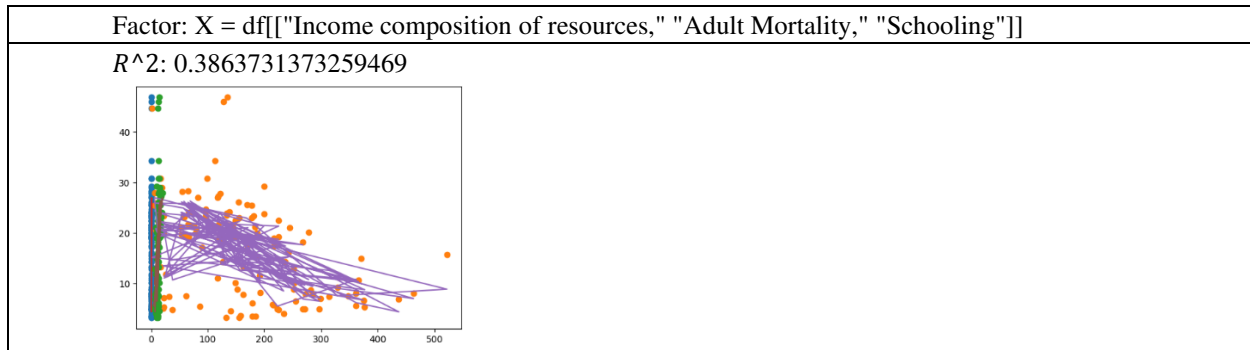 Factor: X = df[["Income composition of resources," "Adult Mortality," "Schooling"]]
R^2: 0.3863731373259469
40
30
20
10
0 100 200 300 400 500